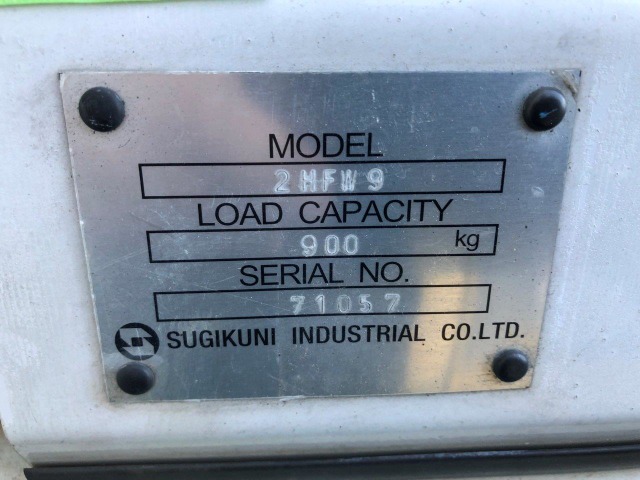 MODEL
2HFW9
LOAD CAPACITY
900 kg
SERIAL NO.
71057
SUGIKUNI INDUSTRIAL CO.LTD.